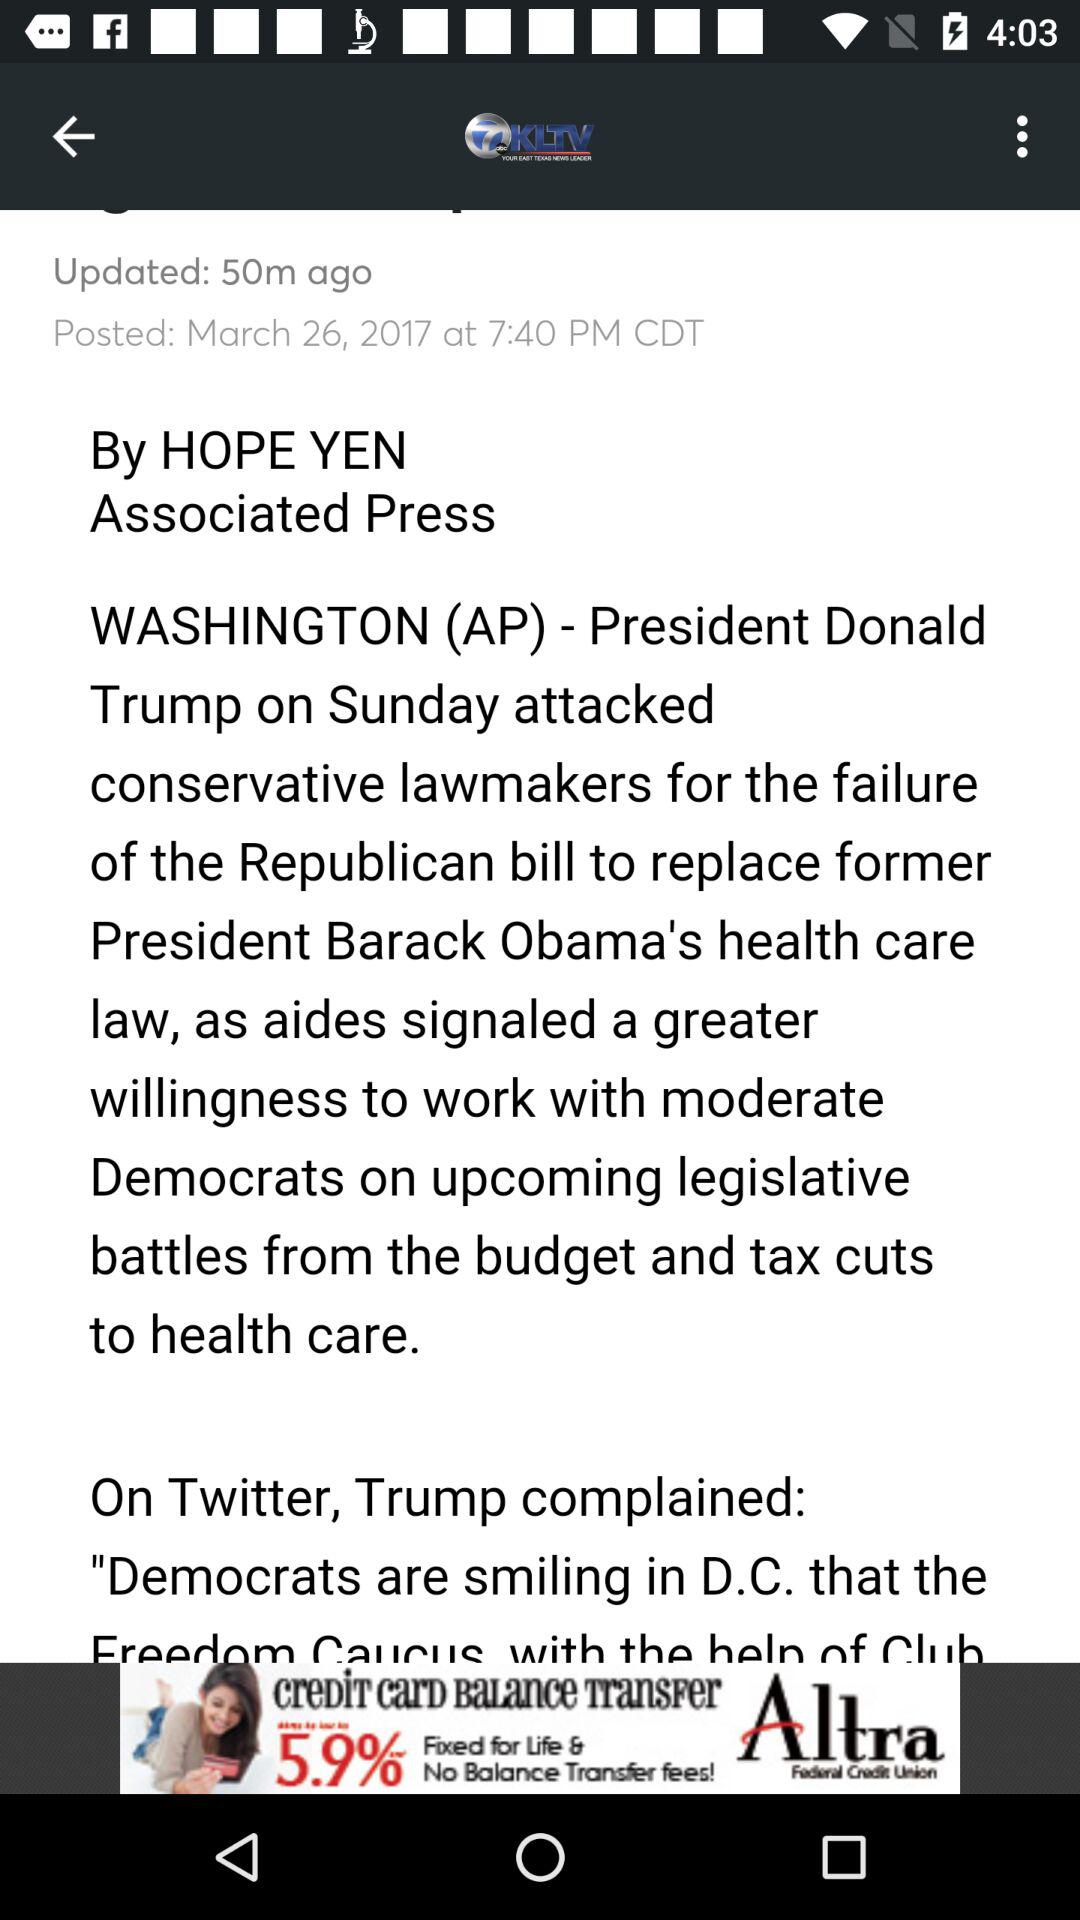 4:03
7 KLTV
abc
YOUR EAST TEXAS NEWS LEADER
Updated: 50m ago
Posted: March 26, 2017 at 7:40 PM CDT
By HOPE YEN
Associated Press
WASHINGTON (AP) - President Donald
Trump on Sunday attacked
conservative lawmakers for the failure
of the Republican bill to replace former
President Barack Obama's health care
law, as aides signaled a greater
willingness to work with moderate
Democrats on upcoming legislative
battles from the budget and tax cuts
to health care.
On Twitter, Trump complained:
"Democrats are smiling in D.C. that the
Freedom Caucus, with the help of Club
CREDIT CARD BALANCE TRANSFER
5.9%
Fixed for Life &
No Balance Transfer fees!
Altra
Federal Credit Union